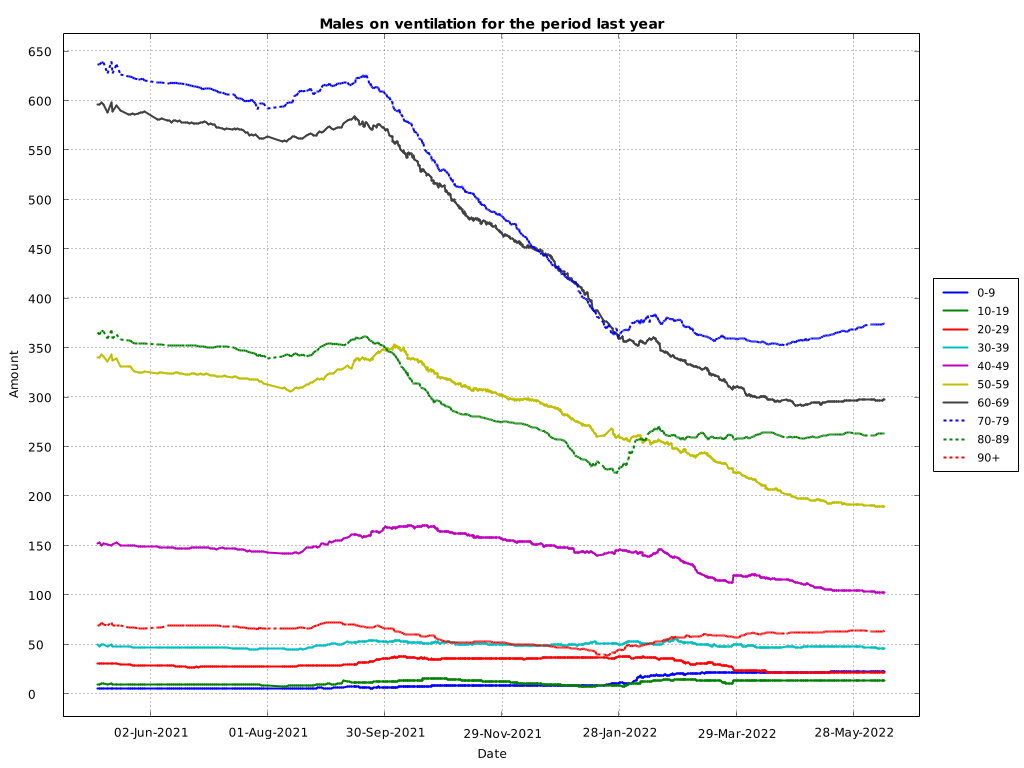 Males on ventilation for the period last year
650
600
550
500
450
400
350
300
250
200
150
100
50
0
Amount
02-Jun-2021
01-Aug-2021
30-Sep-2021
29-Nov-2021
28-Jan-2022
29-Mar-2022
28-May-2022
Date
0-9
10-19
20-29
30-39
40-49
50-59
60-69
70-79
80-89
90+